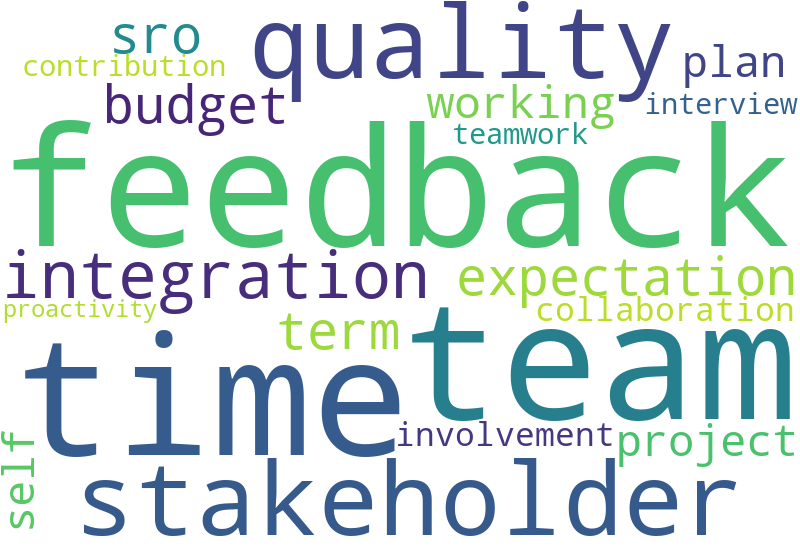 sro
quality
plan
contribution
budget
working
interview
teamwork
feedback
integration
expectation
proactivity
term
collaboration
time
team
self
involvement
project
stakeholder